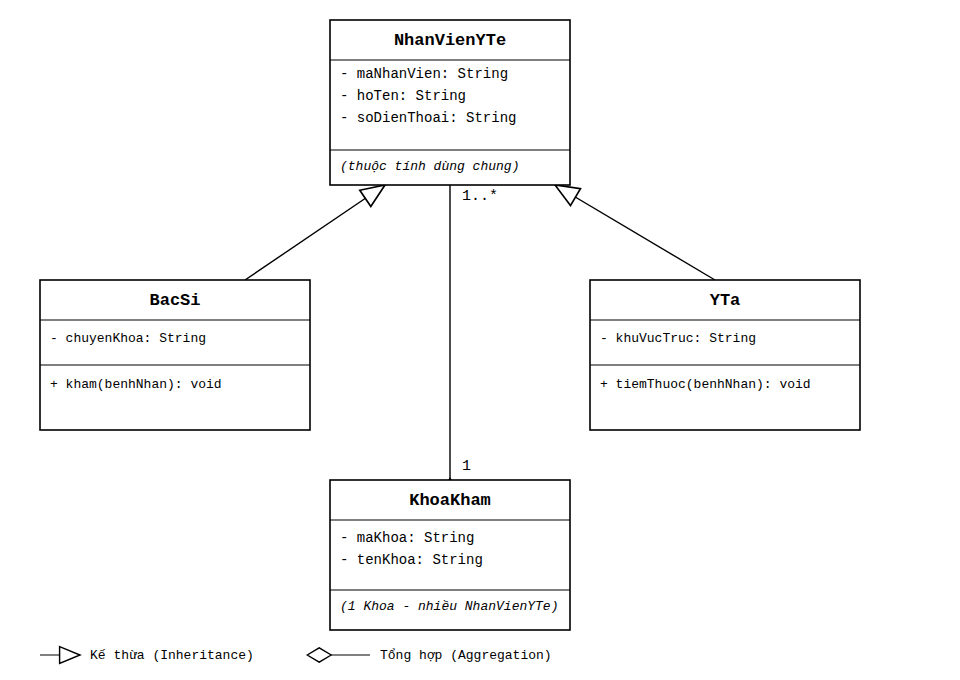 NhanVienYTe
- maNhanVien: String
- hoTen: String
- soDienThoai: String
(thuộc tính dùng chung)
1..*
BacSi
- chuyenKhoa: String
+ kham(benhNhan): void
YTa
- khuVucTruc: String
+ tiemThuoc(benhNhan): void
1
KhoaKham
- maKhoa: String
- tenKhoa: String
(1 Khoa - nhiều NhanVienYTe)
Kế thừa (Inheritance)
Tổng hợp (Aggregation)